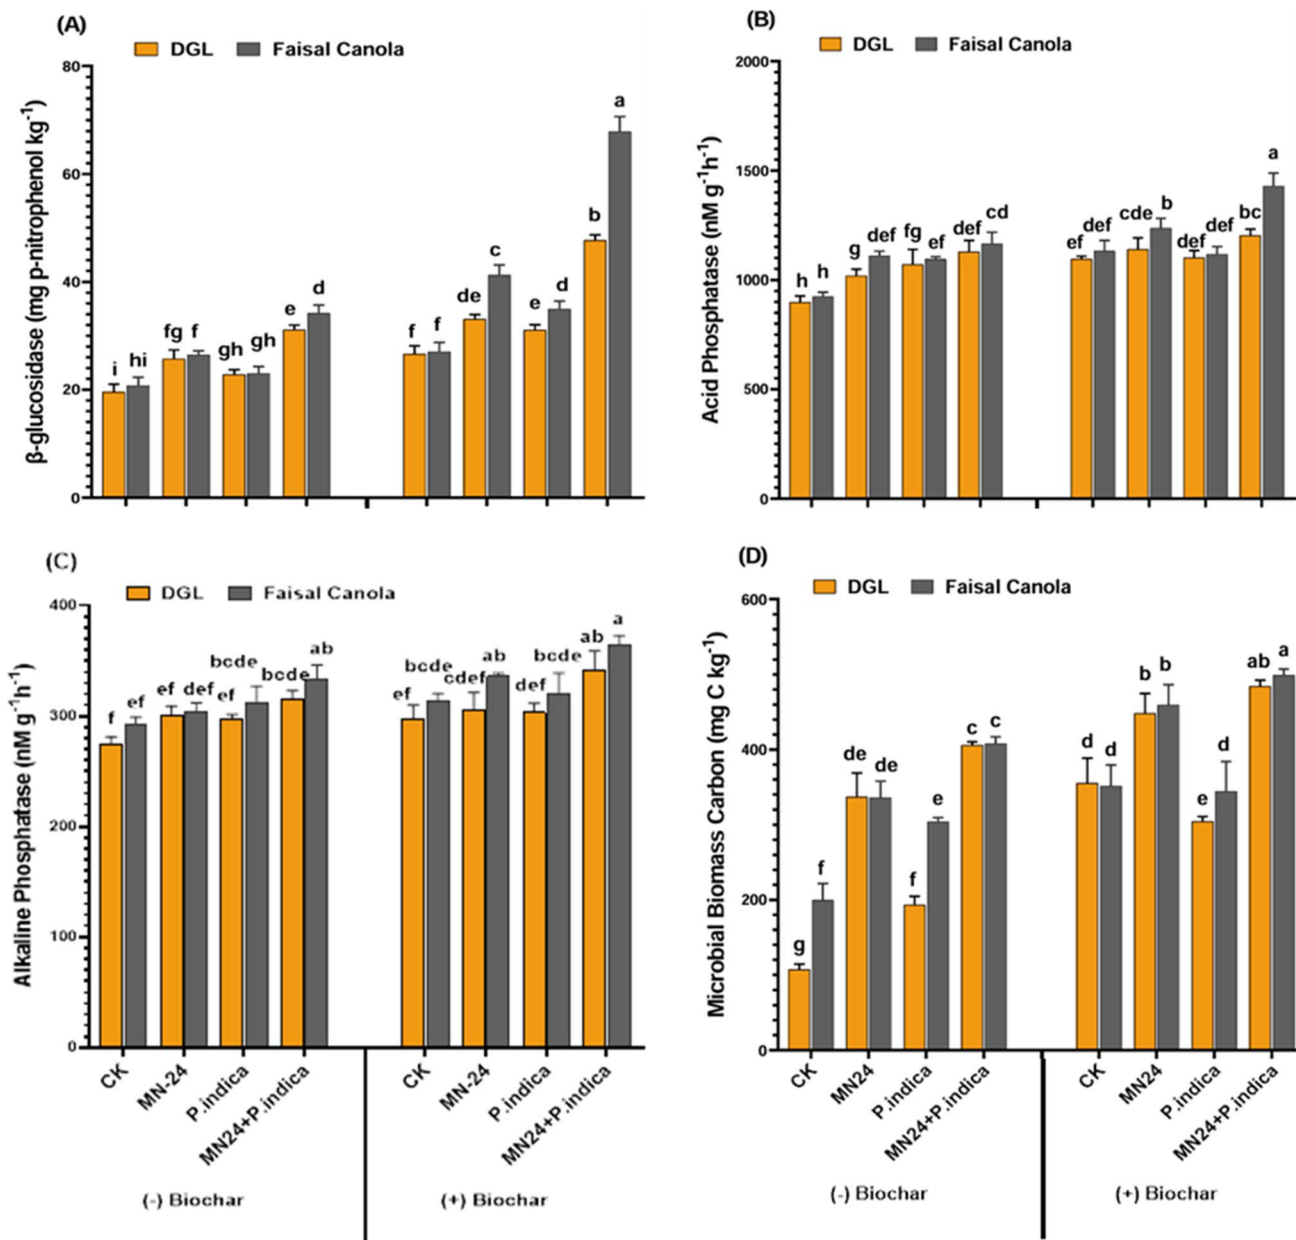 (A)
DGL Faisal Canola
β-glucosidase (mg p-nitrophenol kg-1)
80
60
40
20
0
i hi fg f gh gh e d f f de c e d b a
(B)
DGL Faisal Canola
Acid Phosphatase (nM g-1h-1)
2000
1500
1000
500
0
h h g def fg ef def cd ef def cde b def def bc a
(C)
DGL Faisal Canola
Alkaline Phosphatase (nM g-1h-1)
400
300
200
100
0
f ef ef def ef bcde bcde ab ef bcde cdef ab def bcde ab a
CK MN-24 P.indica MN24+P.indica CK MN-24 P.indica MN24+P.indica
(-) Biochar (+) Biochar
(D)
DGL Faisal Canola
Microbial Biomass Carbon (mg C kg-1)
600
400
200
0
g f de de f e c c d d b b e d ab a
CK MN24 P.indica MN24+P.indica CK MN24 P.indica MN24+P.indica
(-) Biochar (+) Biochar